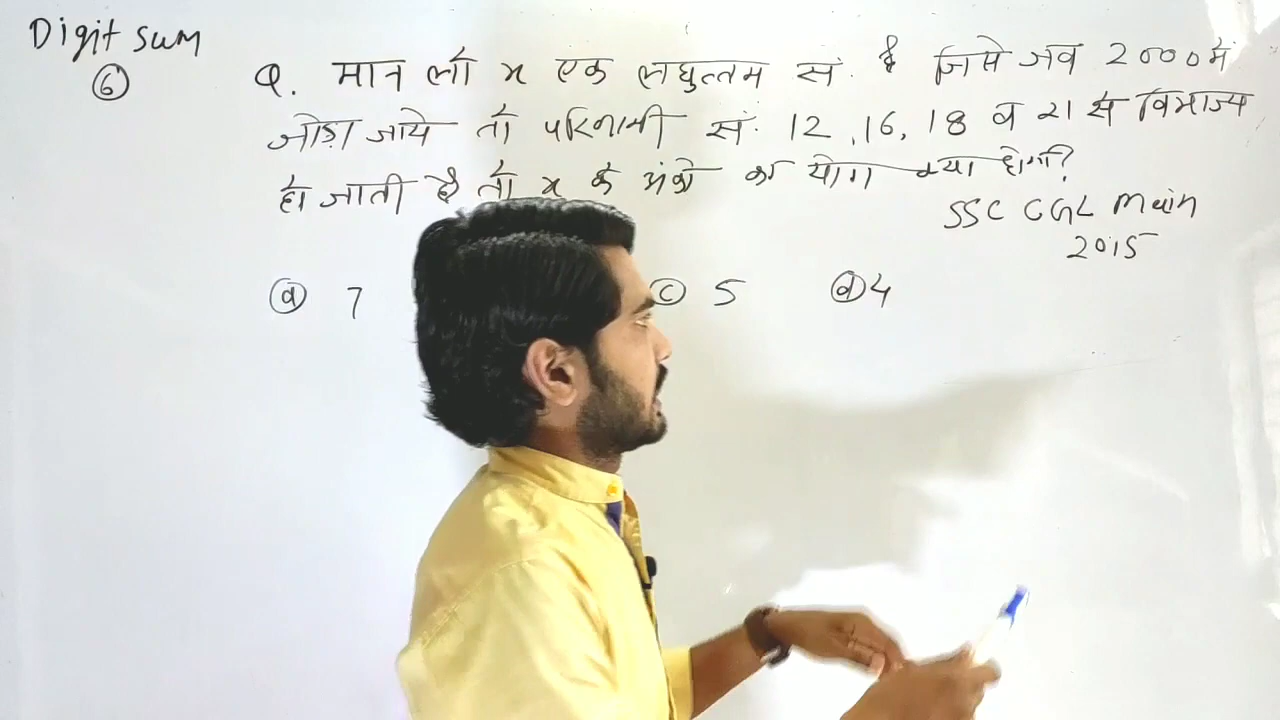 Digit sum
⑥
Q. मान लो x एक लघुत्तम सं. है जिसे जब 2000 में
जोड़ा जाये तो परिणामी सं. 12, 16, 18 व 21 से विभाज्य
हो जाती है तो x के अंको का योग क्या होगा?
SSC CGL Main
2015
ⓐ 7 ⓒ 5 ⓓ 4